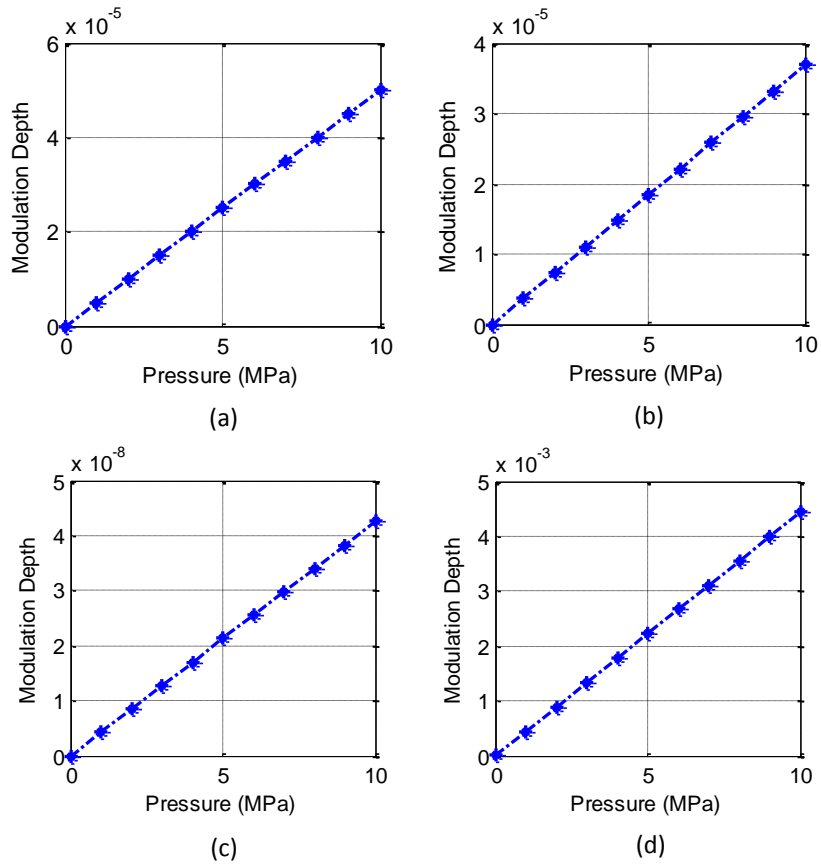 x 10-5
6
4
2
0
0 5 10
Modulation Depth
Pressure (MPa)
(a)
x 10-5
4
3
2
1
0
0 5 10
Modulation Depth
Pressure (MPa)
(b)
x 10-8
5
4
3
2
1
0
0 5 10
Modulation Depth
Pressure (MPa)
(c)
x 10-3
5
4
3
2
1
0
0 5 10
Modulation Depth
Pressure (MPa)
(d)